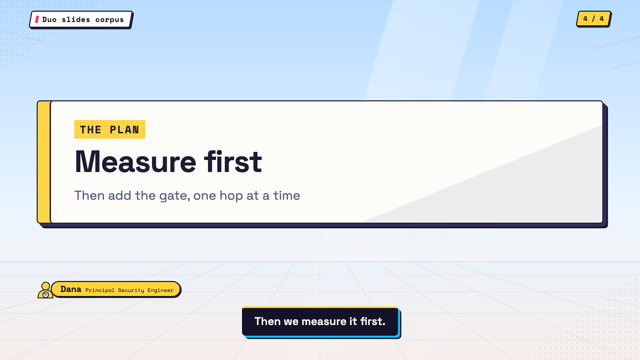 Duo slides corpus
4 / 4
THE PLAN
Measure first
Then add the gate, one hop at a time
Dana Principal Security Engineer
Then we measure it first.